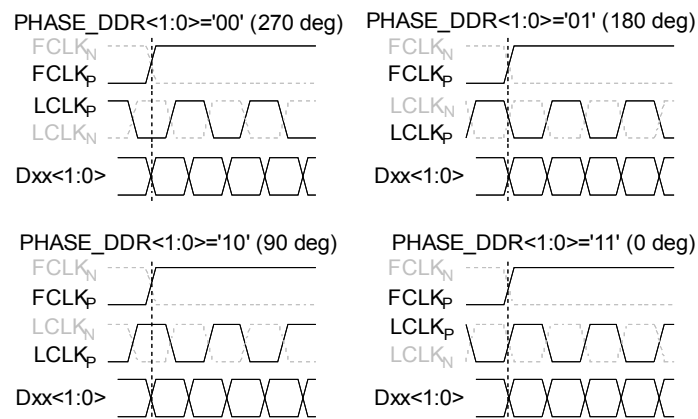 PHASE_DDR<1:0>='00' (270 deg)
FCLKN
FCLKP
LCLKP
LCLKN
Dxx<1:0>
PHASE_DDR<1:0>='01' (180 deg)
FCLKN
FCLKP
LCLKN
LCLKP
Dxx<1:0>
PHASE_DDR<1:0>='10' (90 deg)
FCLKN
FCLKP
LCLKN
LCLKP
Dxx<1:0>
PHASE_DDR<1:0>='11' (0 deg)
FCLKN
FCLKP
LCLKP
LCLKN
Dxx<1:0>